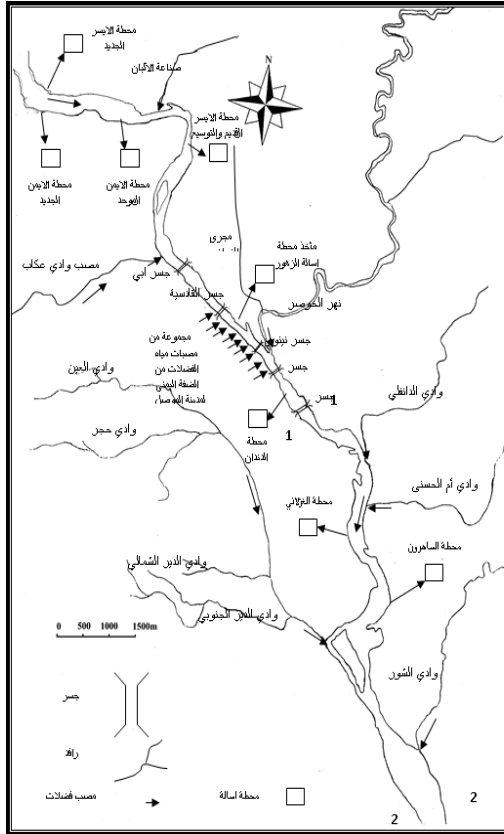 محطة الايسر
الجديد
صناعة الالبان
N
محطة الايسر
القديم والتوسيع
محطة الايمن
الجديد
محطة الايمن
الموحد
مجرى
مأخذ محطة
إسالة الزهور
مصب وادي عكاب
جسر ابي
نهر الخوصر
جسر القادسية
جسر نينوى
مجموعة من
مصبات مياه
الفضلات من
الضفة اليمنى
لمدينة الموصل
جسر
وادي العين
وادي الدانفلي
جسر
1
وادي حجر
محطة
الدندان
1
وادي أم الحسنى
محطة الغزلاني
محطة الساهرون
وادي الدير الشمالي
وادي الدير الجنوبي
0 500 1000 1500m
وادي الشور
جسر
رافد
مصب فضلات
محطة اسالة
2
2